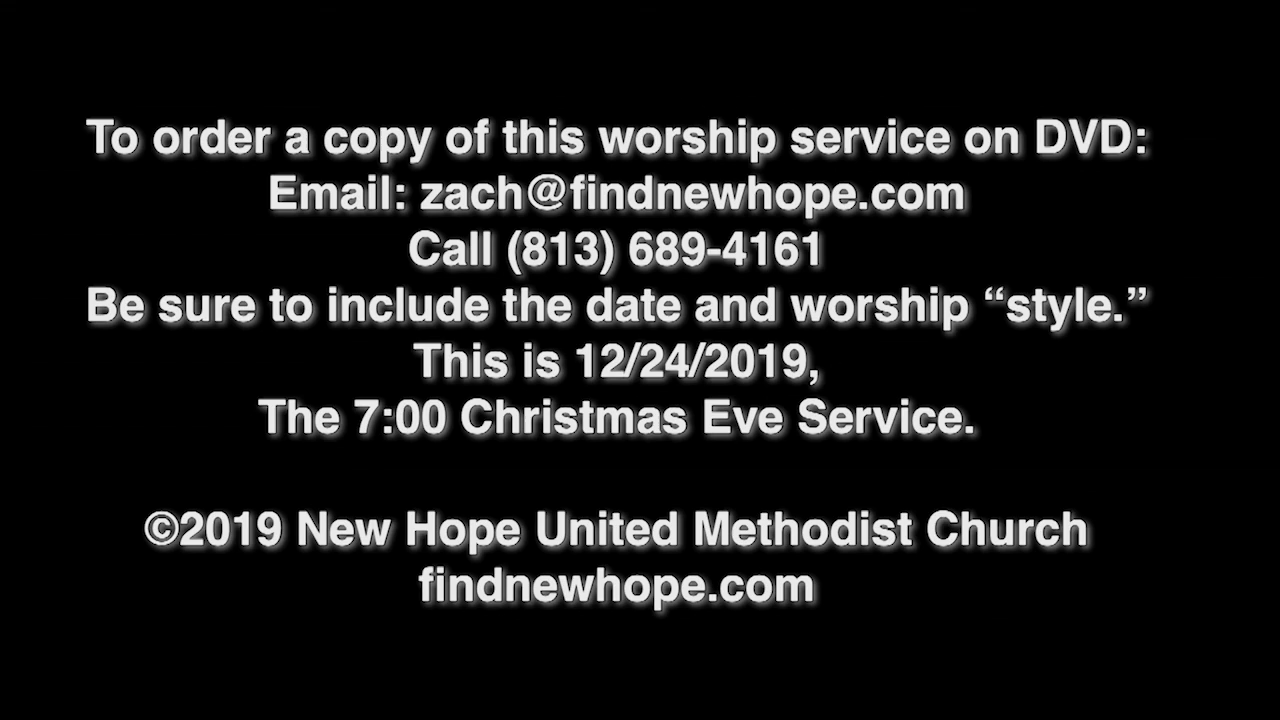 To order a copy of this worship service on DVD:
Email: zach@findnewhope.com
Call (813) 689-4161
Be sure to include the date and worship “style.”
This is 12/24/2019,
The 7:00 Christmas Eve Service.
©2019 New Hope United Methodist Church
findnewhope.com